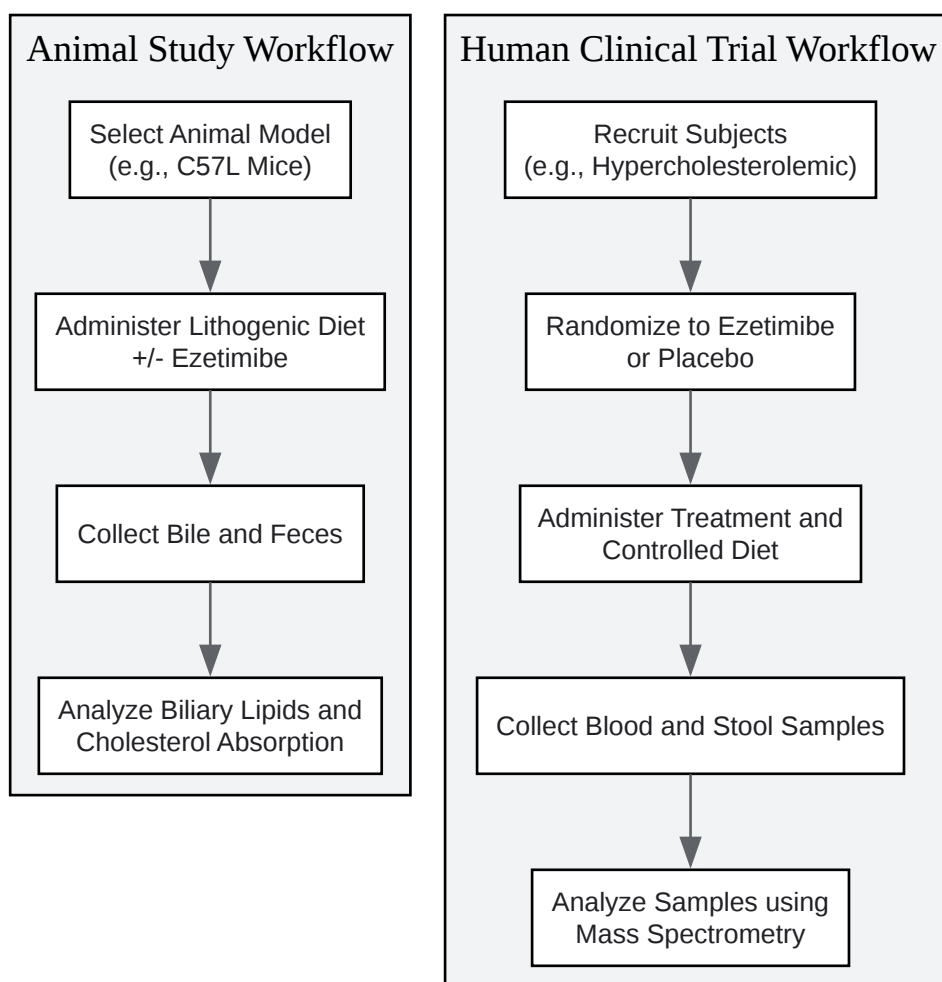 Animal Study Workflow
Select Animal Model
(e.g., C57L Mice)
Administer Lithogenic Diet
+/- Ezetimibe
Collect Bile and Feces
Analyze Biliary Lipids and
Cholesterol Absorption
Human Clinical Trial Workflow
Recruit Subjects
(e.g., Hypercholesterolemic)
Randomize to Ezetimibe
or Placebo
Administer Treatment and
Controlled Diet
Collect Blood and Stool Samples
Analyze Samples using
Mass Spectrometry